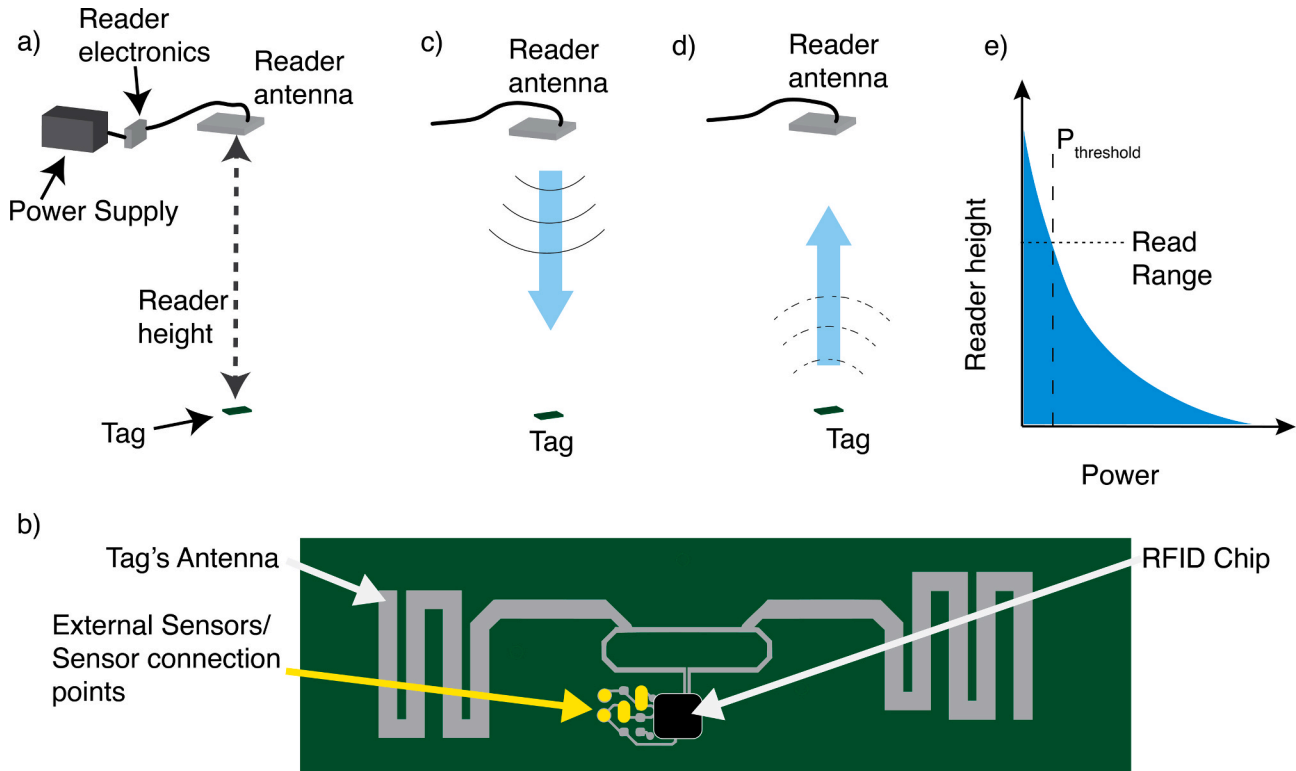 a)
Reader
electronics
Reader
antenna
Power Supply
Reader
height
Tag
c)
Reader
antenna
Tag
d)
Reader
antenna
Tag
e)
P threshold
Reader height
Read
Range
Power
b)
Tag's Antenna
External Sensors/
Sensor connection
points
RFID Chip